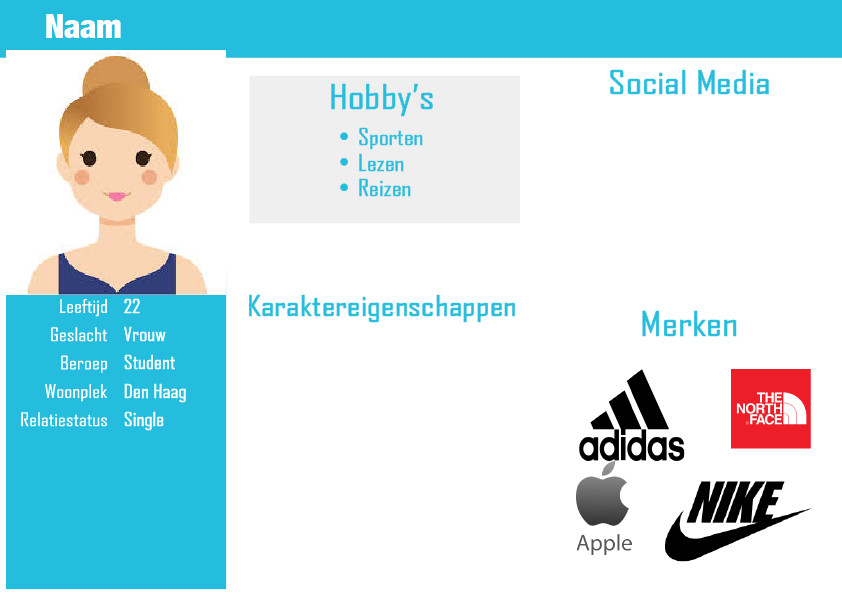 Naam
Leeftijd 22
Geslacht Vrouw
Beroep Student
Woonplek Den Haag
Relatiestatus Single
Hobby's
• Sporten
• Lezen
• Reizen
Karaktereigenschappen
Social Media
Merken
adidas
THE
NORTH
FACE
Apple
NIKE